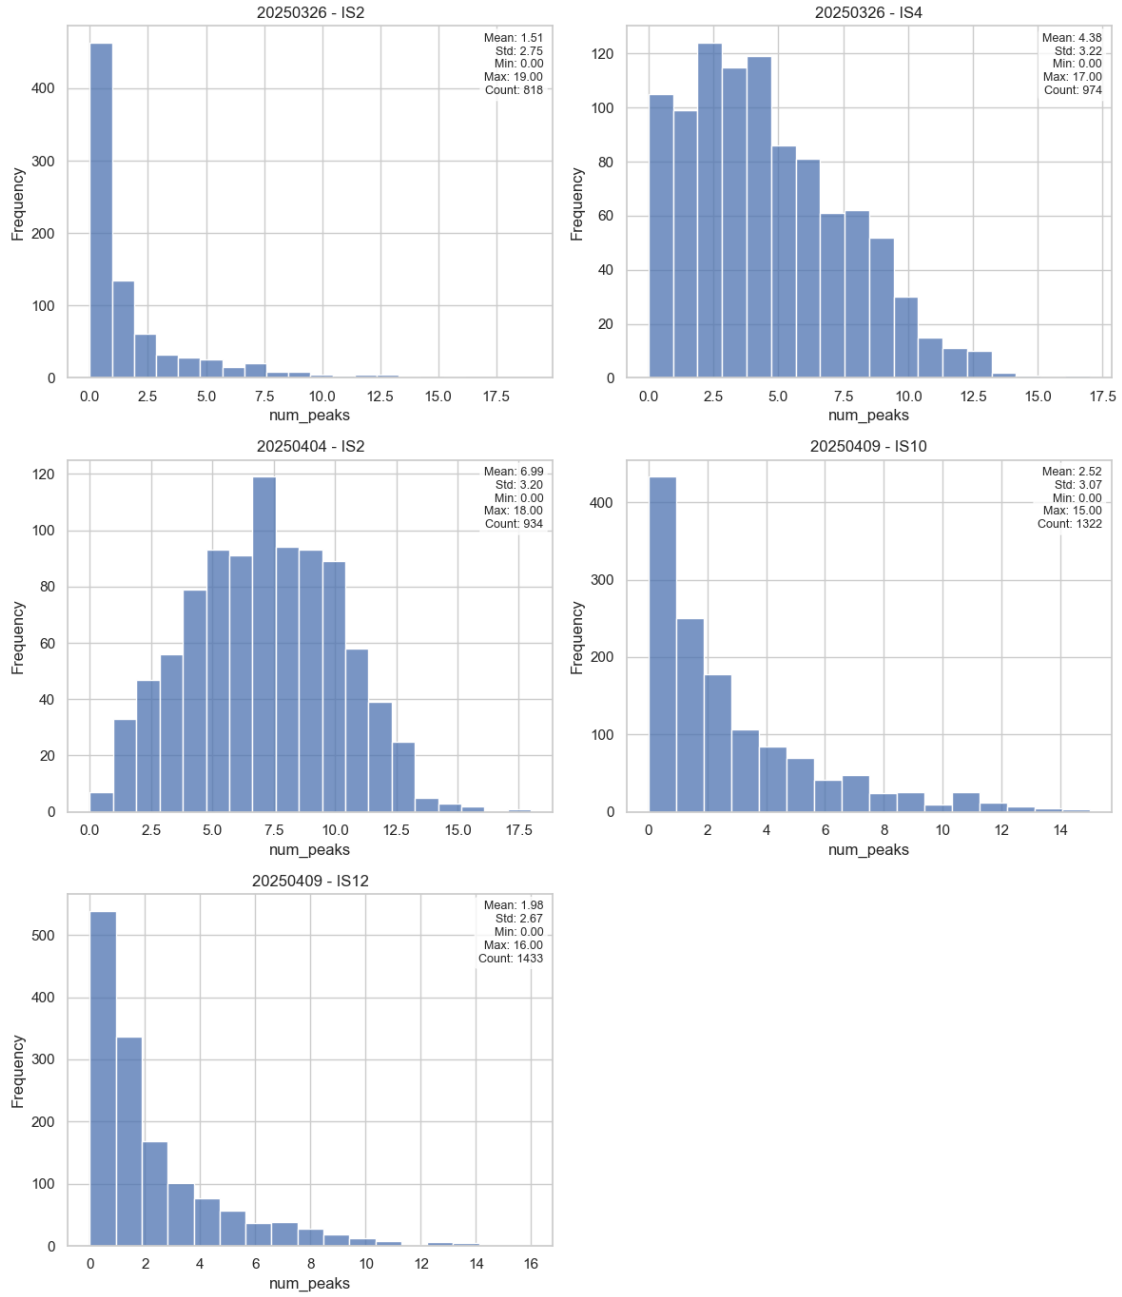 20250326 - IS2
Mean: 1.51
Std: 2.75
Min: 0.00
Max: 19.00
Count: 818
Frequency
400
300
200
100
0
0.0 2.5 5.0 7.5 10.0 12.5 15.0 17.5
num_peaks
20250326 - IS4
Mean: 4.38
Std: 3.22
Min: 0.00
Max: 17.00
Count: 974
Frequency
120
100
80
60
40
20
0
0.0 2.5 5.0 7.5 10.0 12.5 15.0 17.5
num_peaks
20250404 - IS2
Mean: 6.99
Std: 3.20
Min: 0.00
Max: 18.00
Count: 934
Frequency
120
100
80
60
40
20
0
0.0 2.5 5.0 7.5 10.0 12.5 15.0 17.5
num_peaks
20250409 - IS10
Mean: 2.52
Std: 3.07
Min: 0.00
Max: 15.00
Count: 1322
Frequency
400
300
200
100
0
0 2 4 6 8 10 12 14
num_peaks
20250409 - IS12
Mean: 1.98
Std: 2.67
Min: 0.00
Max: 16.00
Count: 1433
Frequency
500
400
300
200
100
0
0 2 4 6 8 10 12 14 16
num_peaks